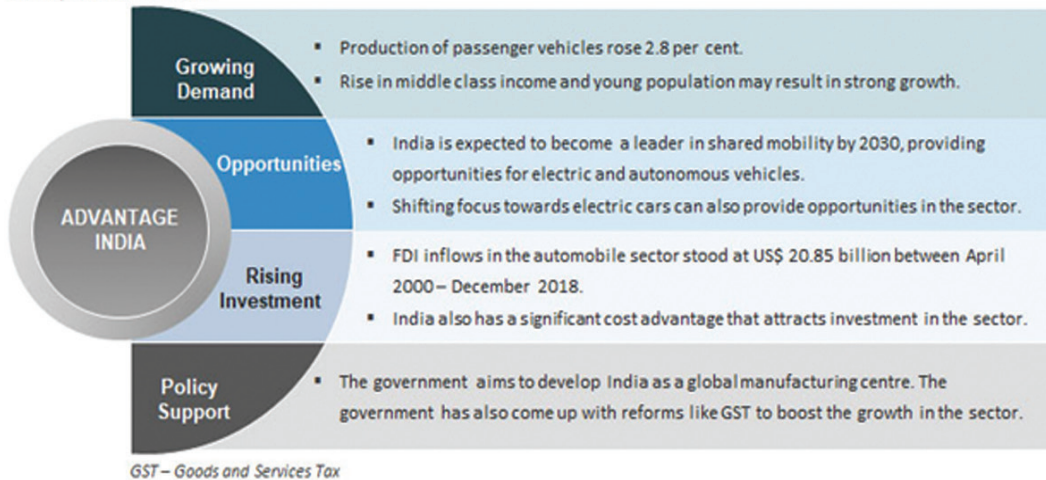 ADVANTAGE
INDIA
Growing
Demand
▪ Production of passenger vehicles rose 2.8 per cent.
▪ Rise in middle class income and young population may result in strong growth.
Opportunities
▪ India is expected to become a leader in shared mobility by 2030, providing
opportunities for electric and autonomous vehicles.
▪ Shifting focus towards electric cars can also provide opportunities in the sector.
Rising
Investment
▪ FDI inflows in the automobile sector stood at US$ 20.85 billion between April
2000 – December 2018.
▪ India also has a significant cost advantage that attracts investment in the sector.
Policy
Support
▪ The government aims to develop India as a global manufacturing centre. The
government has also come up with reforms like GST to boost the growth in the sector.
GST – Goods and Services Tax